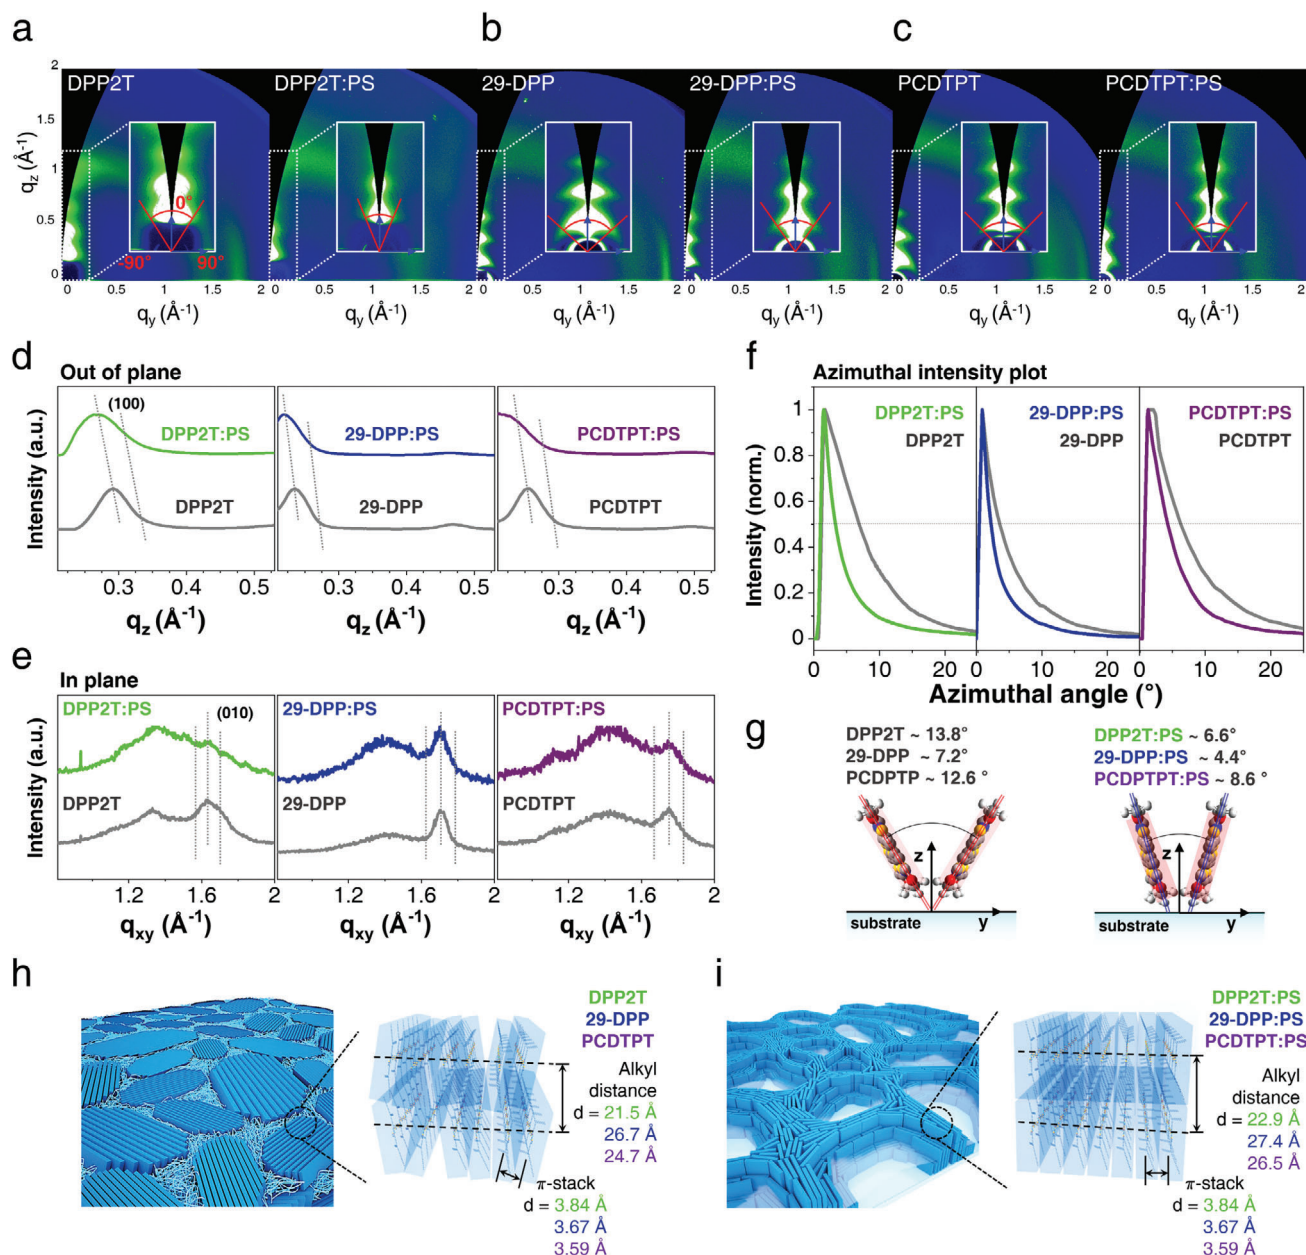 a
b
c
DPP2T
DPP2T:PS
29-DPP
29-DPP:PS
PCDTPT
PCDTPT:PS
2
1.5
1
0.5
0
qz (Å-1)
0°
-90°
90°
0 0.5 1 1.5 2
0 0.5 1 1.5 2
0 0.5 1 1.5 2
0 0.5 1 1.5 2
0 0.5 1 1.5 2
0 0.5 1 1.5 2
qy (Å-1)
qy (Å-1)
qy (Å-1)
qy (Å-1)
qy (Å-1)
qy (Å-1)
d
Out of plane
Intensity (a.u.)
(100)
DPP2T:PS
DPP2T
29-DPP:PS
29-DPP
PCDTPT:PS
PCDTPT
0.3 0.4 0.5
0.3 0.4 0.5
0.3 0.4 0.5
qz (Å-1)
qz (Å-1)
qz (Å-1)
e
In plane
Intensity (a.u.)
DPP2T:PS
(010)
DPP2T
29-DPP:PS
29-DPP
PCDTPT:PS
PCDTPT
1.2 1.6 2
1.2 1.6 2
1.2 1.6 2
qxy (Å-1)
qxy (Å-1)
qxy (Å-1)
f
Azimuthal intensity plot
Intensity (norm.)
1
0.8
0.6
0.4
0.2
0
DPP2T:PS
DPP2T
29-DPP:PS
29-DPP
PCDTPT:PS
PCDTPT
0 10 20
0 10 20
0 10 20
Azimuthal angle (°)
g
DPP2T ~ 13.8°
29-DPP ~ 7.2°
PCDPTP ~ 12.6 °
z
substrate
y
DPP2T:PS ~ 6.6°
29-DPP:PS ~ 4.4°
PCDPTPT:PS ~ 8.6 °
z
substrate
y
h
DPP2T
29-DPP
PCDTPT
Alkyl
distance
d = 21.5 Å
26.7 Å
24.7 Å
π-stack
d = 3.84 Å
3.67 Å
3.59 Å
i
DPP2T:PS
29-DPP:PS
PCDTPT:PS
Alkyl
distance
d = 22.9 Å
27.4 Å
26.5 Å
π-stack
d = 3.84 Å
3.67 Å
3.59 Å